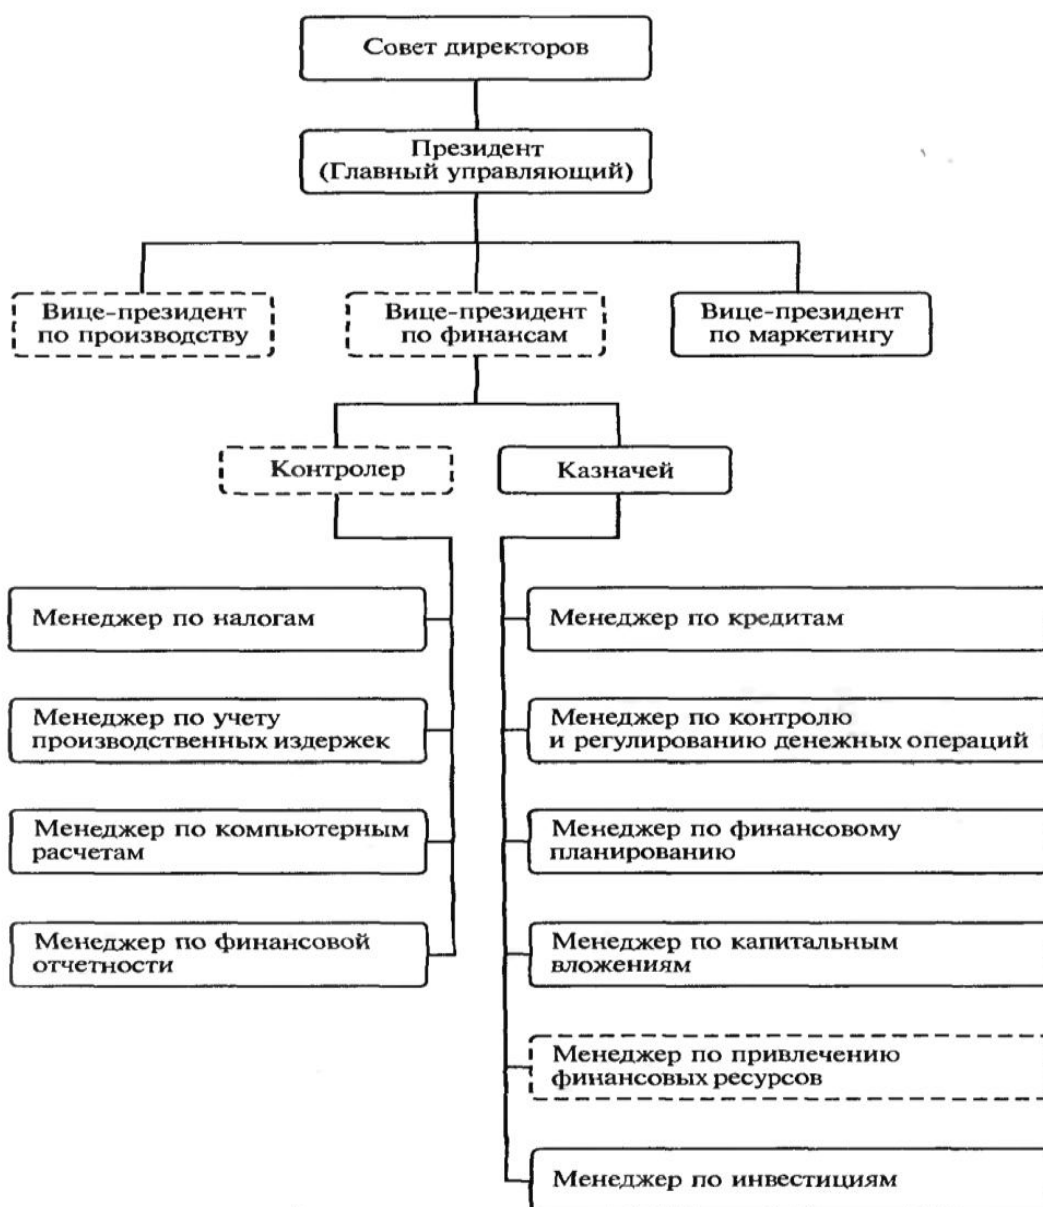 Совет директоров
Президент
(Главный управляющий)
Вице-президент
по производству
Вице-президент
по финансам
Вице-президент
по маркетингу
Контролер
Казначей
Менеджер по налогам
Менеджер по учету
производственных издержек
Менеджер по компьютерным
расчетам
Менеджер по финансовой
отчетности
Менеджер по кредитам
Менеджер по контролю
и регулированию денежных операций
Менеджер по финансовому
планированию
Менеджер по капитальным
вложениям
Менеджер по привлечению
финансовых ресурсов
Менеджер по инвестициям